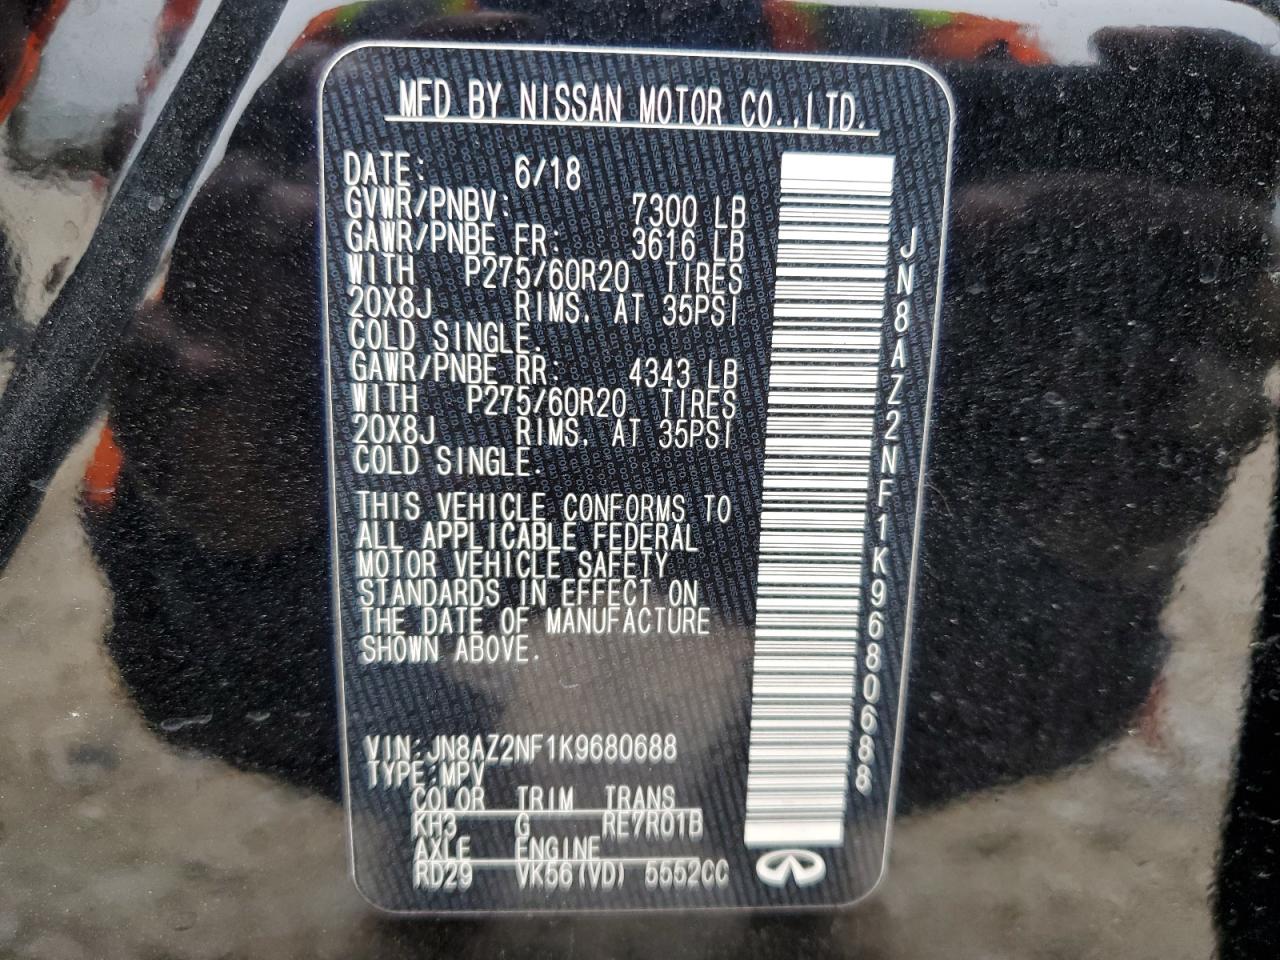 MFD BY NISSAN MOTOR CO.,LTD.
DATE: 6/18
GVWR/PNBV: 7300 LB
GAWR/PNBE FR: 3616 LB
WITH P275/60R20 TIRES
20X8J RIMS. AT 35PSI
COLD SINGLE.
GAWR/PNBE RR: 4343 LB
WITH P275/60R20 TIRES
20X8J RIMS. AT 35PSI
COLD SINGLE.
THIS VEHICLE CONFORMS TO
ALL APPLICABLE FEDERAL
MOTOR VEHICLE SAFETY
STANDARDS IN EFFECT ON
THE DATE OF MANUFACTURE
SHOWN ABOVE.
VIN:JN8AZ2NF1K9680688
TYPE:MPV
COLOR TRIM TRANS
KH3 G RE7R01B
AXLE ENGINE
RD29 VK56(VD) 5552CC
JN8AZ2NF1K9680688